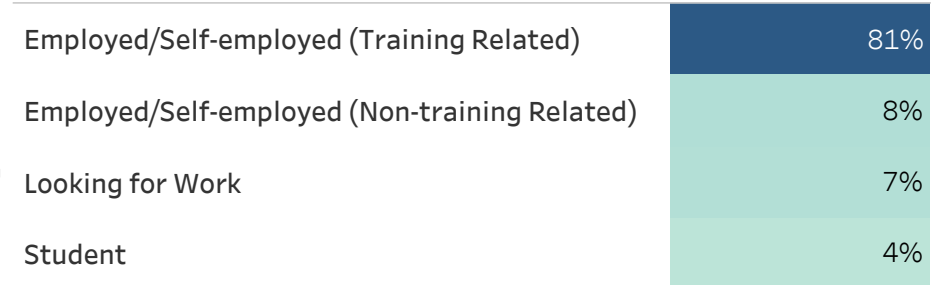 Employed/Self-employed (Training Related) 81%
Employed/Self-employed (Non-training Related) 8%
Looking for Work 7%
Student 4%